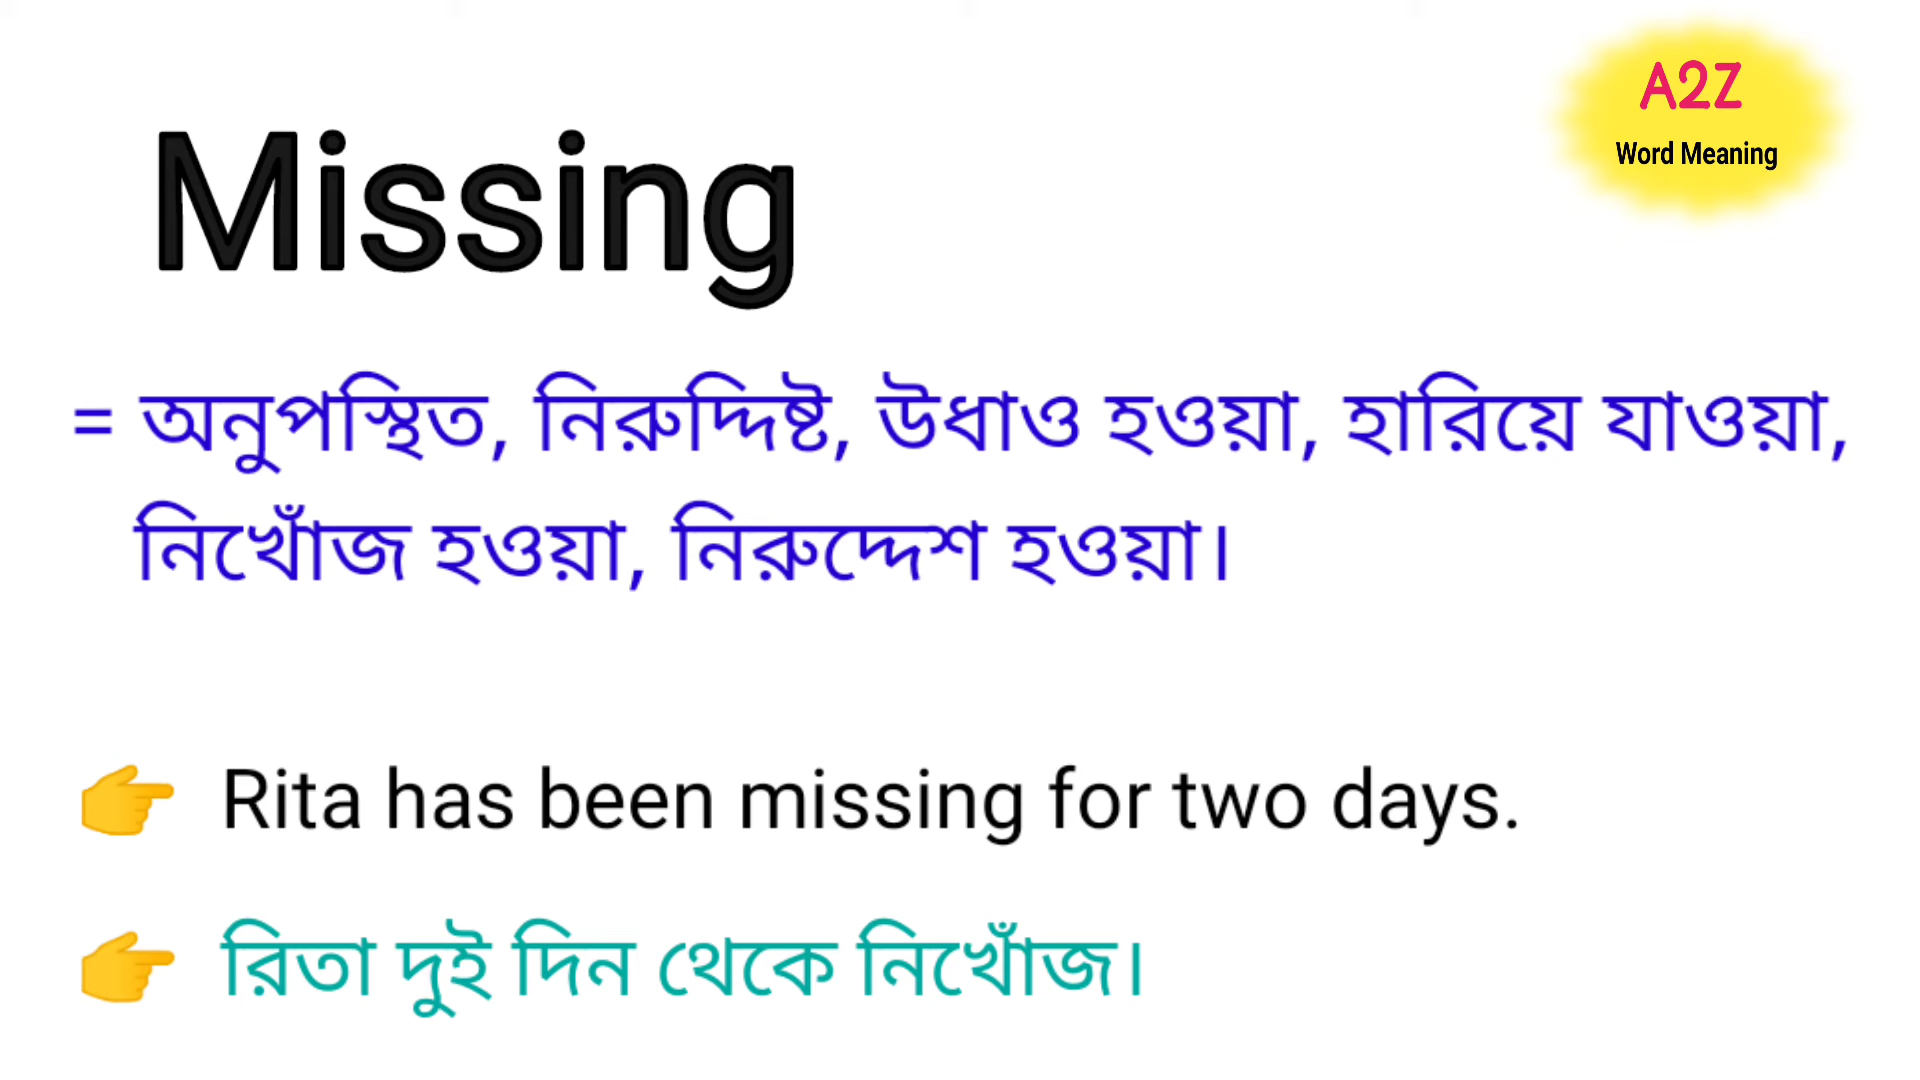 A2Z
Word Meaning
Missing
= অনুপস্থিত, নিরুদ্দিষ্ট, উধাও হওয়া, হারিয়ে যাওয়া,
নিখোঁজ হওয়া, নিরুদ্দেশ হওয়া।
👉 Rita has been missing for two days.
👉 রিতা দুই দিন থেকে নিখোঁজ।